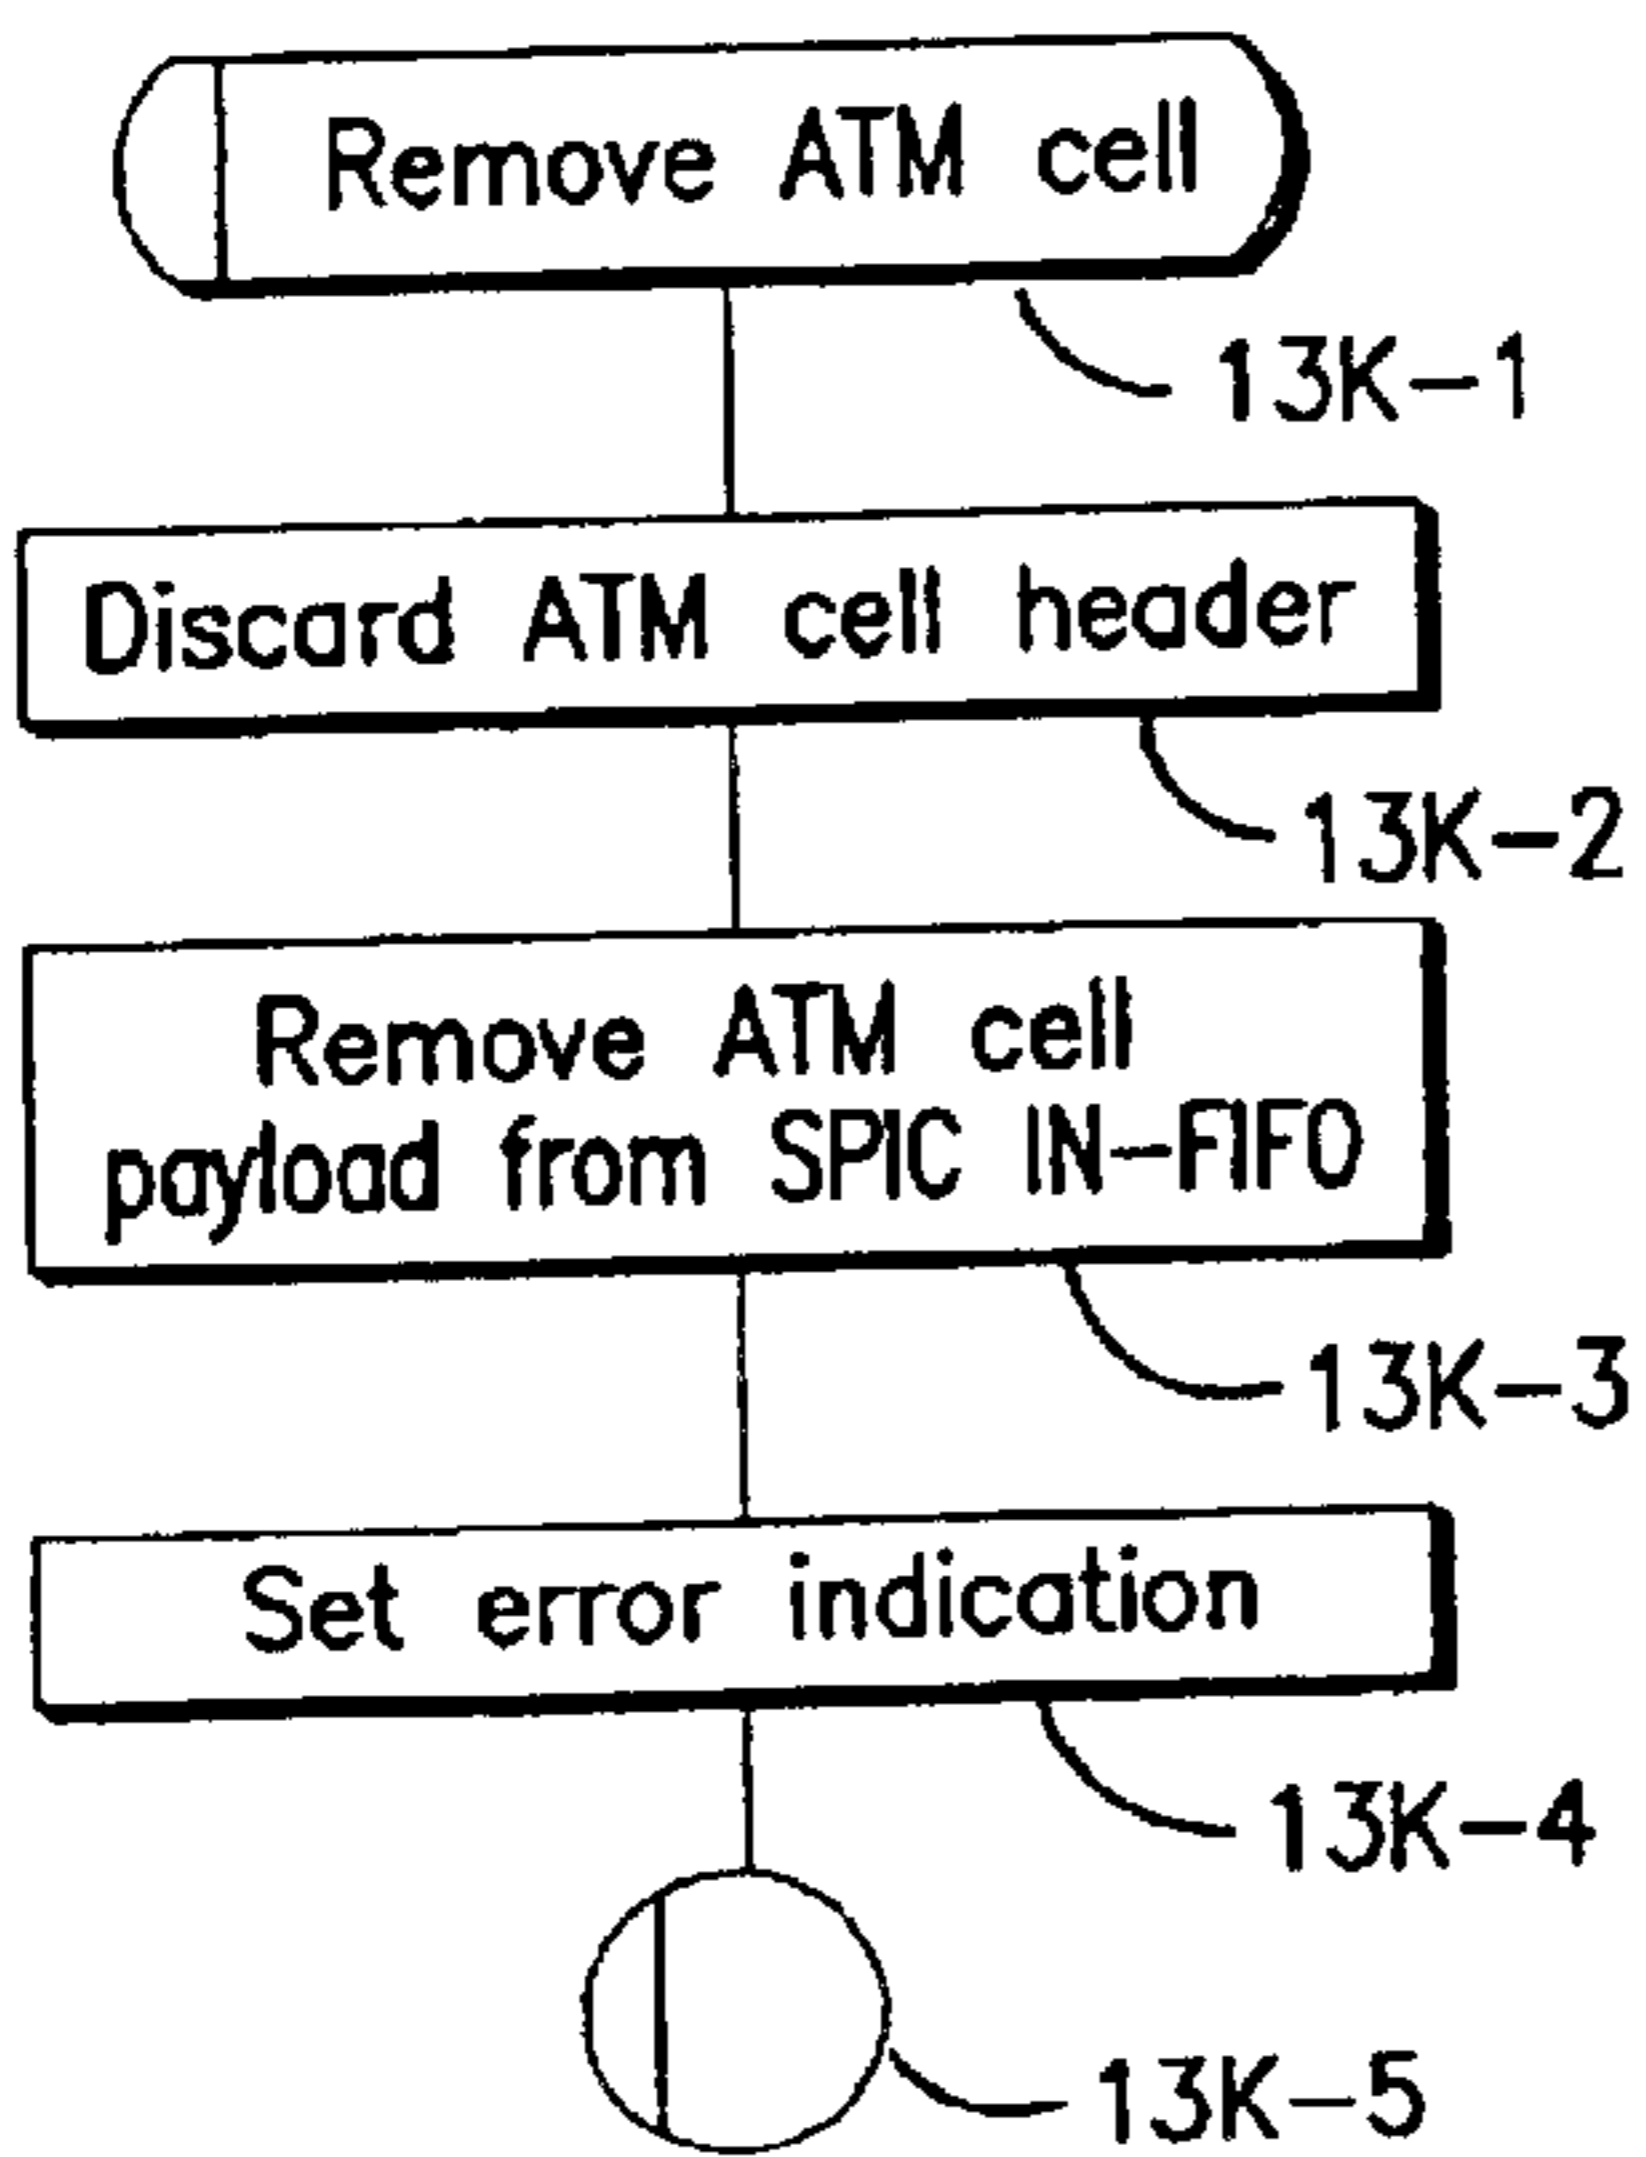 Remove ATM cell
13K-1
Discard ATM cell header
13K-2
Remove ATM cell
payload from SPIC IN-FIFO
13K-3
Set error indication
13K-4
13K-5